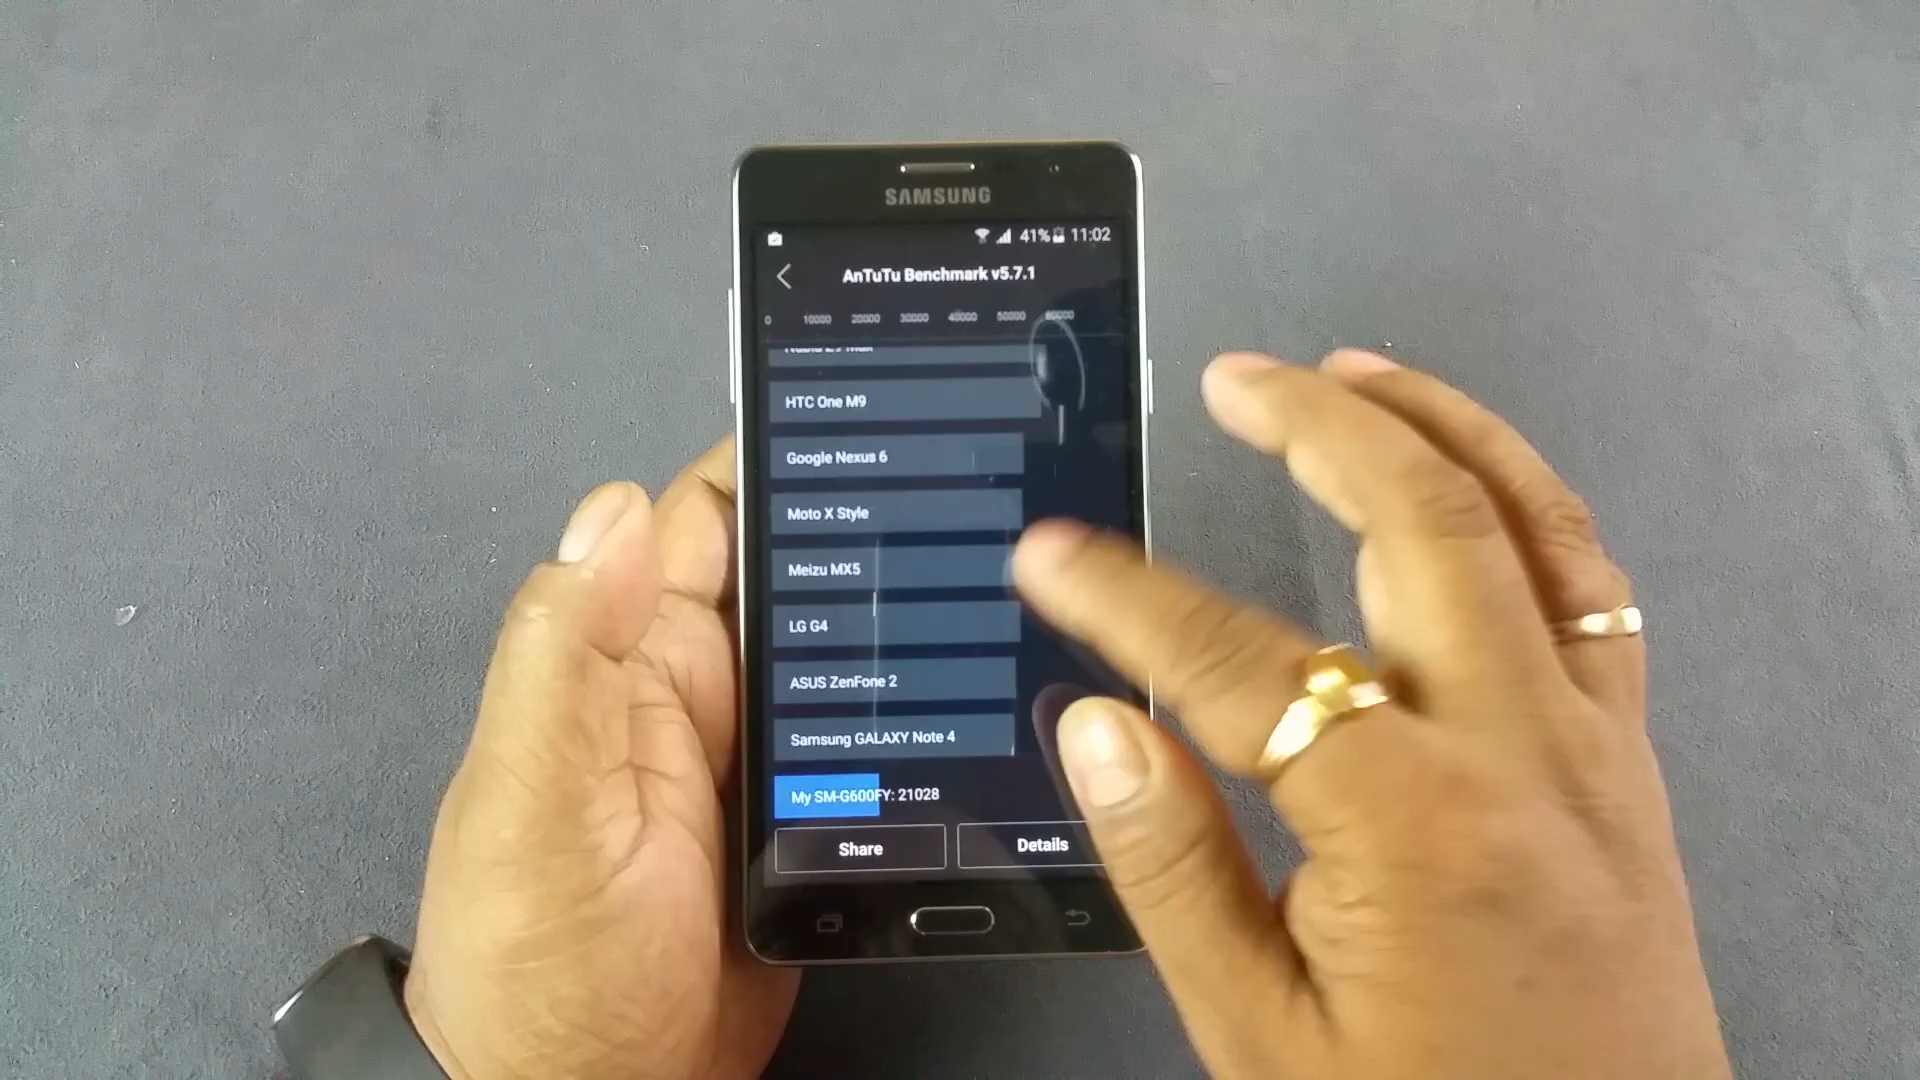 SAMSUNG
41% 11:02
AnTuTu Benchmark v5.7.1
0 10000 20000 30000 40000 50000 60000
HTC One M9
Google Nexus 6
Moto X Style
Meizu MX5
LG G4
ASUS ZenFone 2
Samsung GALAXY Note 4
My SM-G600FY: 21028
Share Details